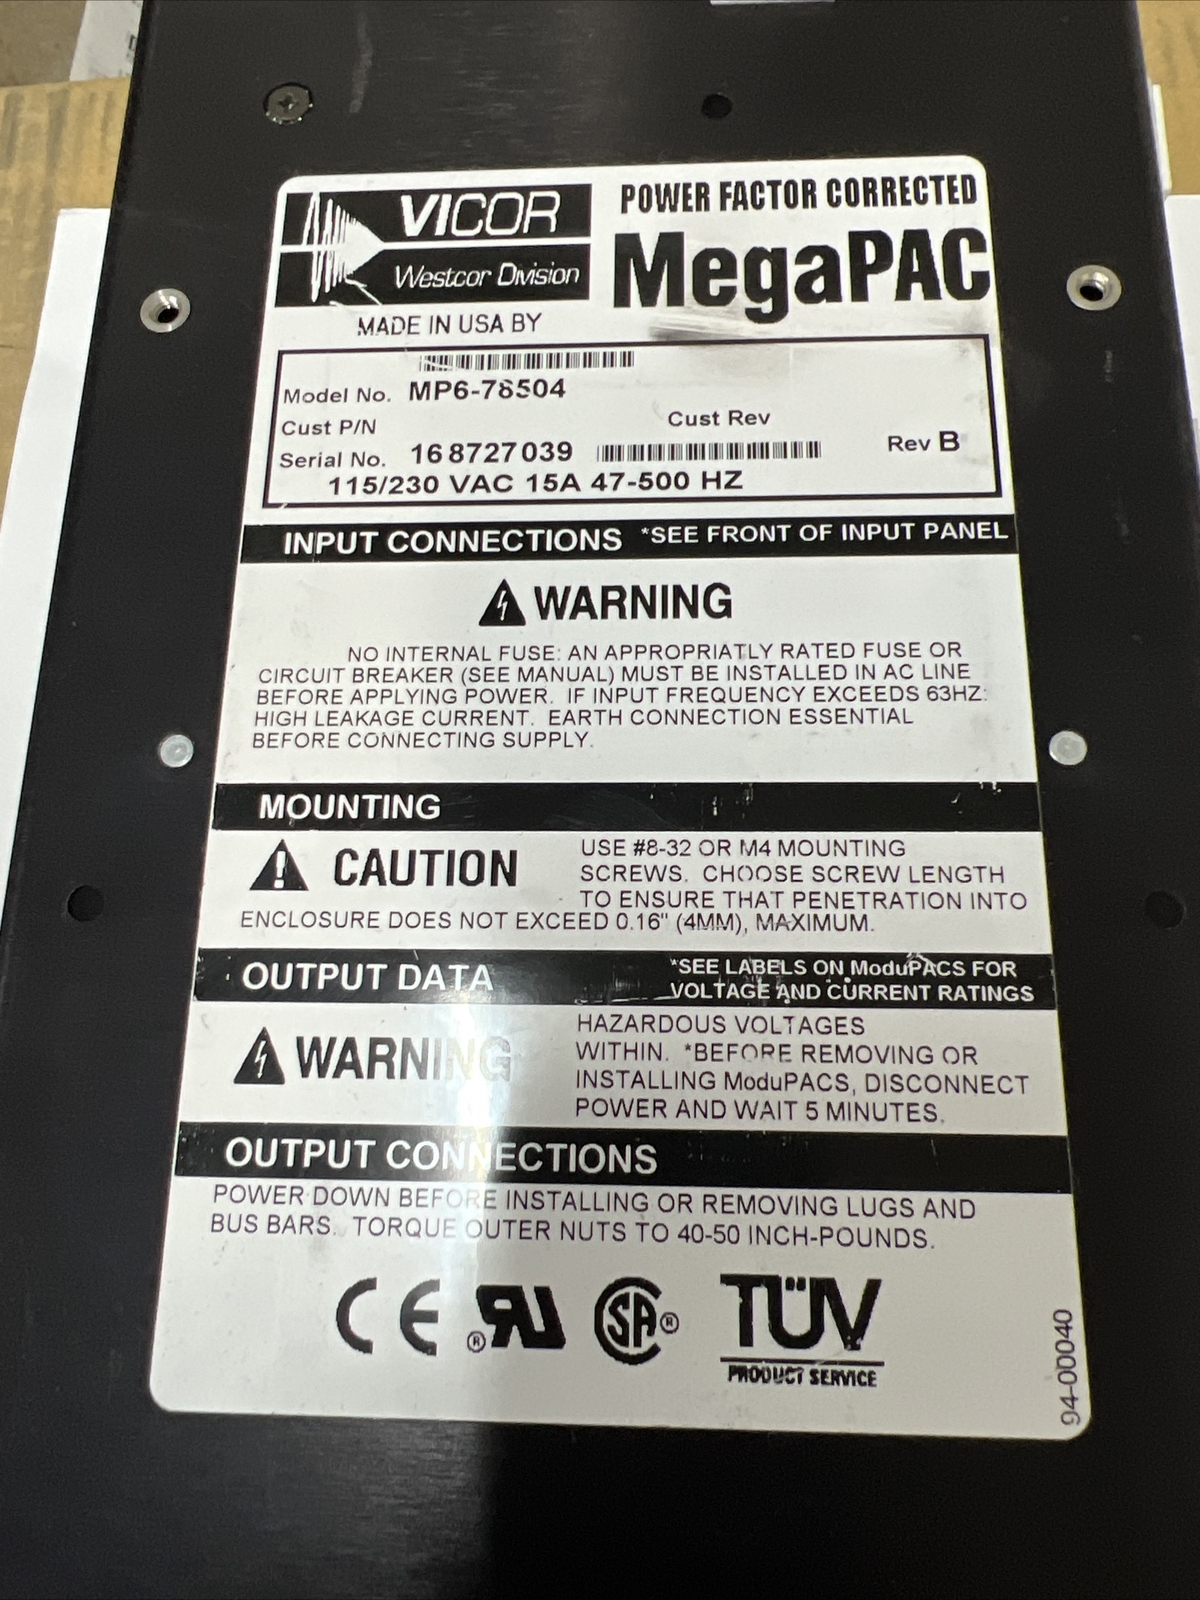 VICOR
Westcor Division
POWER FACTOR CORRECTED
MegaPAC
MADE IN USA BY
Model No. MP6-78504
Cust P/N
Cust Rev
Serial No. 168727039
Rev B
115/230 VAC 15A 47-500 HZ
INPUT CONNECTIONS *SEE FRONT OF INPUT PANEL
WARNING
NO INTERNAL FUSE: AN APPROPRIATLY RATED FUSE OR
CIRCUIT BREAKER (SEE MANUAL) MUST BE INSTALLED IN AC LINE
BEFORE APPLYING POWER. IF INPUT FREQUENCY EXCEEDS 63HZ:
HIGH LEAKAGE CURRENT. EARTH CONNECTION ESSENTIAL
BEFORE CONNECTING SUPPLY.
MOUNTING
CAUTION
USE #8-32 OR M4 MOUNTING
SCREWS. CHOOSE SCREW LENGTH
TO ENSURE THAT PENETRATION INTO
ENCLOSURE DOES NOT EXCEED 0.16" (4MM), MAXIMUM.
OUTPUT DATA
*SEE LABELS ON ModuPACS FOR
VOLTAGE AND CURRENT RATINGS
WARNING
HAZARDOUS VOLTAGES
WITHIN. *BEFORE REMOVING OR
INSTALLING ModuPACS, DISCONNECT
POWER AND WAIT 5 MINUTES.
OUTPUT CONNECTIONS
POWER DOWN BEFORE INSTALLING OR REMOVING LUGS AND
BUS BARS. TORQUE OUTER NUTS TO 40-50 INCH-POUNDS.
CE ® RU SA ® TÜV
PRODUCT SERVICE
94-00040